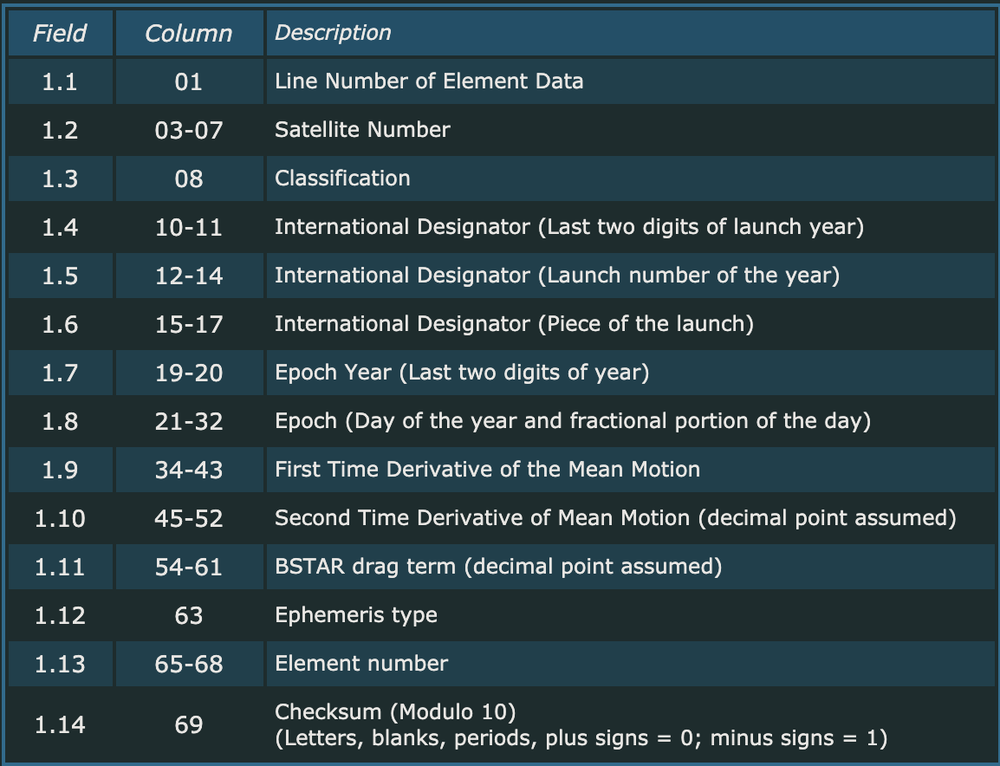 Field Column Description
1.1 01 Line Number of Element Data
1.2 03-07 Satellite Number
1.3 08 Classification
1.4 10-11 International Designator (Last two digits of launch year)
1.5 12-14 International Designator (Launch number of the year)
1.6 15-17 International Designator (Piece of the launch)
1.7 19-20 Epoch Year (Last two digits of year)
1.8 21-32 Epoch (Day of the year and fractional portion of the day)
1.9 34-43 First Time Derivative of the Mean Motion
1.10 45-52 Second Time Derivative of Mean Motion (decimal point assumed)
1.11 54-61 BSTAR drag term (decimal point assumed)
1.12 63 Ephemeris type
1.13 65-68 Element number
1.14 69 Checksum (Modulo 10)
(Letters, blanks, periods, plus signs = 0; minus signs = 1)